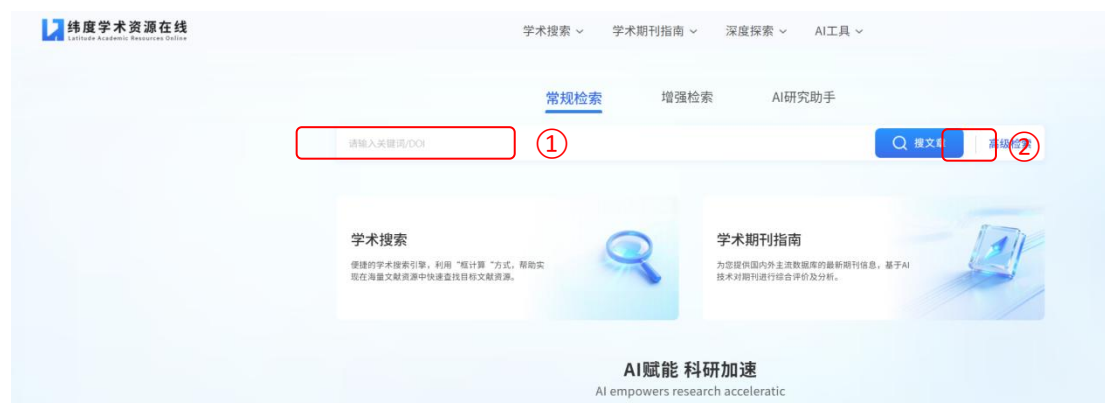 纬度学术资源在线
Latitude Academic Resources Online
学术搜索 学术期刊指南 深度探索 AI工具
常规检索 增强检索 AI研究助手
请输入关键词/DOI ① 搜文章 高级检索 ②
学术搜索
便捷的学术搜索引擎,利用“框计算”方式,帮助实
现在海量文献资源中快速查找目标文献资源。
学术期刊指南
为您提供国内外主流数据库的最新期刊信息,基于AI
技术对期刊进行综合评价及分析。
AI赋能 科研加速
AI empowers research acceleratic